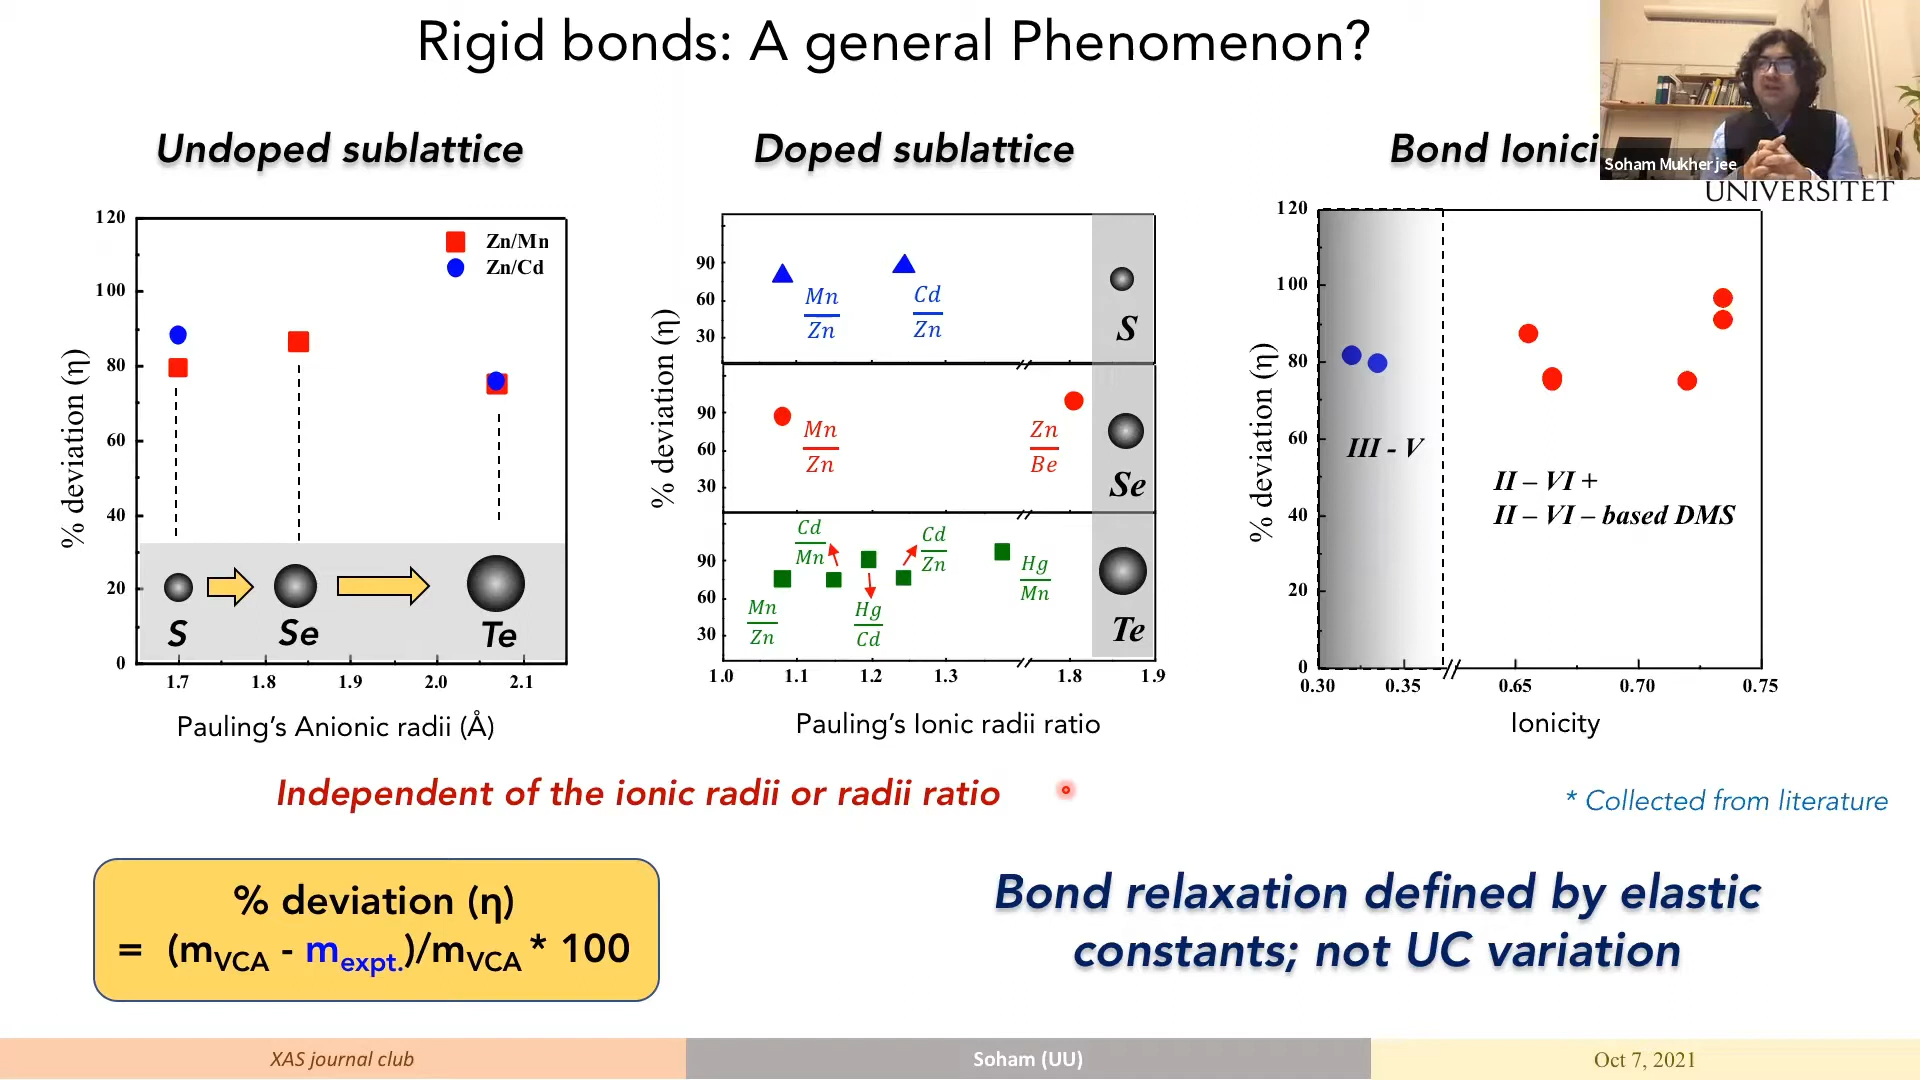 Rigid bonds: A general Phenomenon?
Soham Mukherjee
UNIVERSITET
Undoped sublattice
120
100
80
60
40
20
0
% deviation (η)
Zn/Mn
Zn/Cd
S
Se
Te
1.7
1.8
1.9
2.0
2.1
Pauling's Anionic radii (Å)
Doped sublattice
% deviation (η)
90
60
30
Mn
Zn
Cd
Zn
S
% deviation (η)
90
60
30
Mn
Zn
Zn
Be
Se
90
60
30
Cd
Mn
Cd
Zn
Mn
Zn
Hg
Cd
Hg
Mn
Te
1.0
1.1
1.2
1.3
1.8
1.9
Pauling's Ionic radii ratio
Bond Ionici
120
100
80
60
40
20
0
% deviation (η)
III - V
II – VI +
II – VI – based DMS
0.30
0.35
0.65
0.70
0.75
Ionicity
Independent of the ionic radii or radii ratio
* Collected from literature
% deviation (η)
= (mVCA - mexpt.)/mVCA * 100
Bond relaxation defined by elastic
constants; not UC variation
XAS journal club
Soham (UU)
Oct 7, 2021